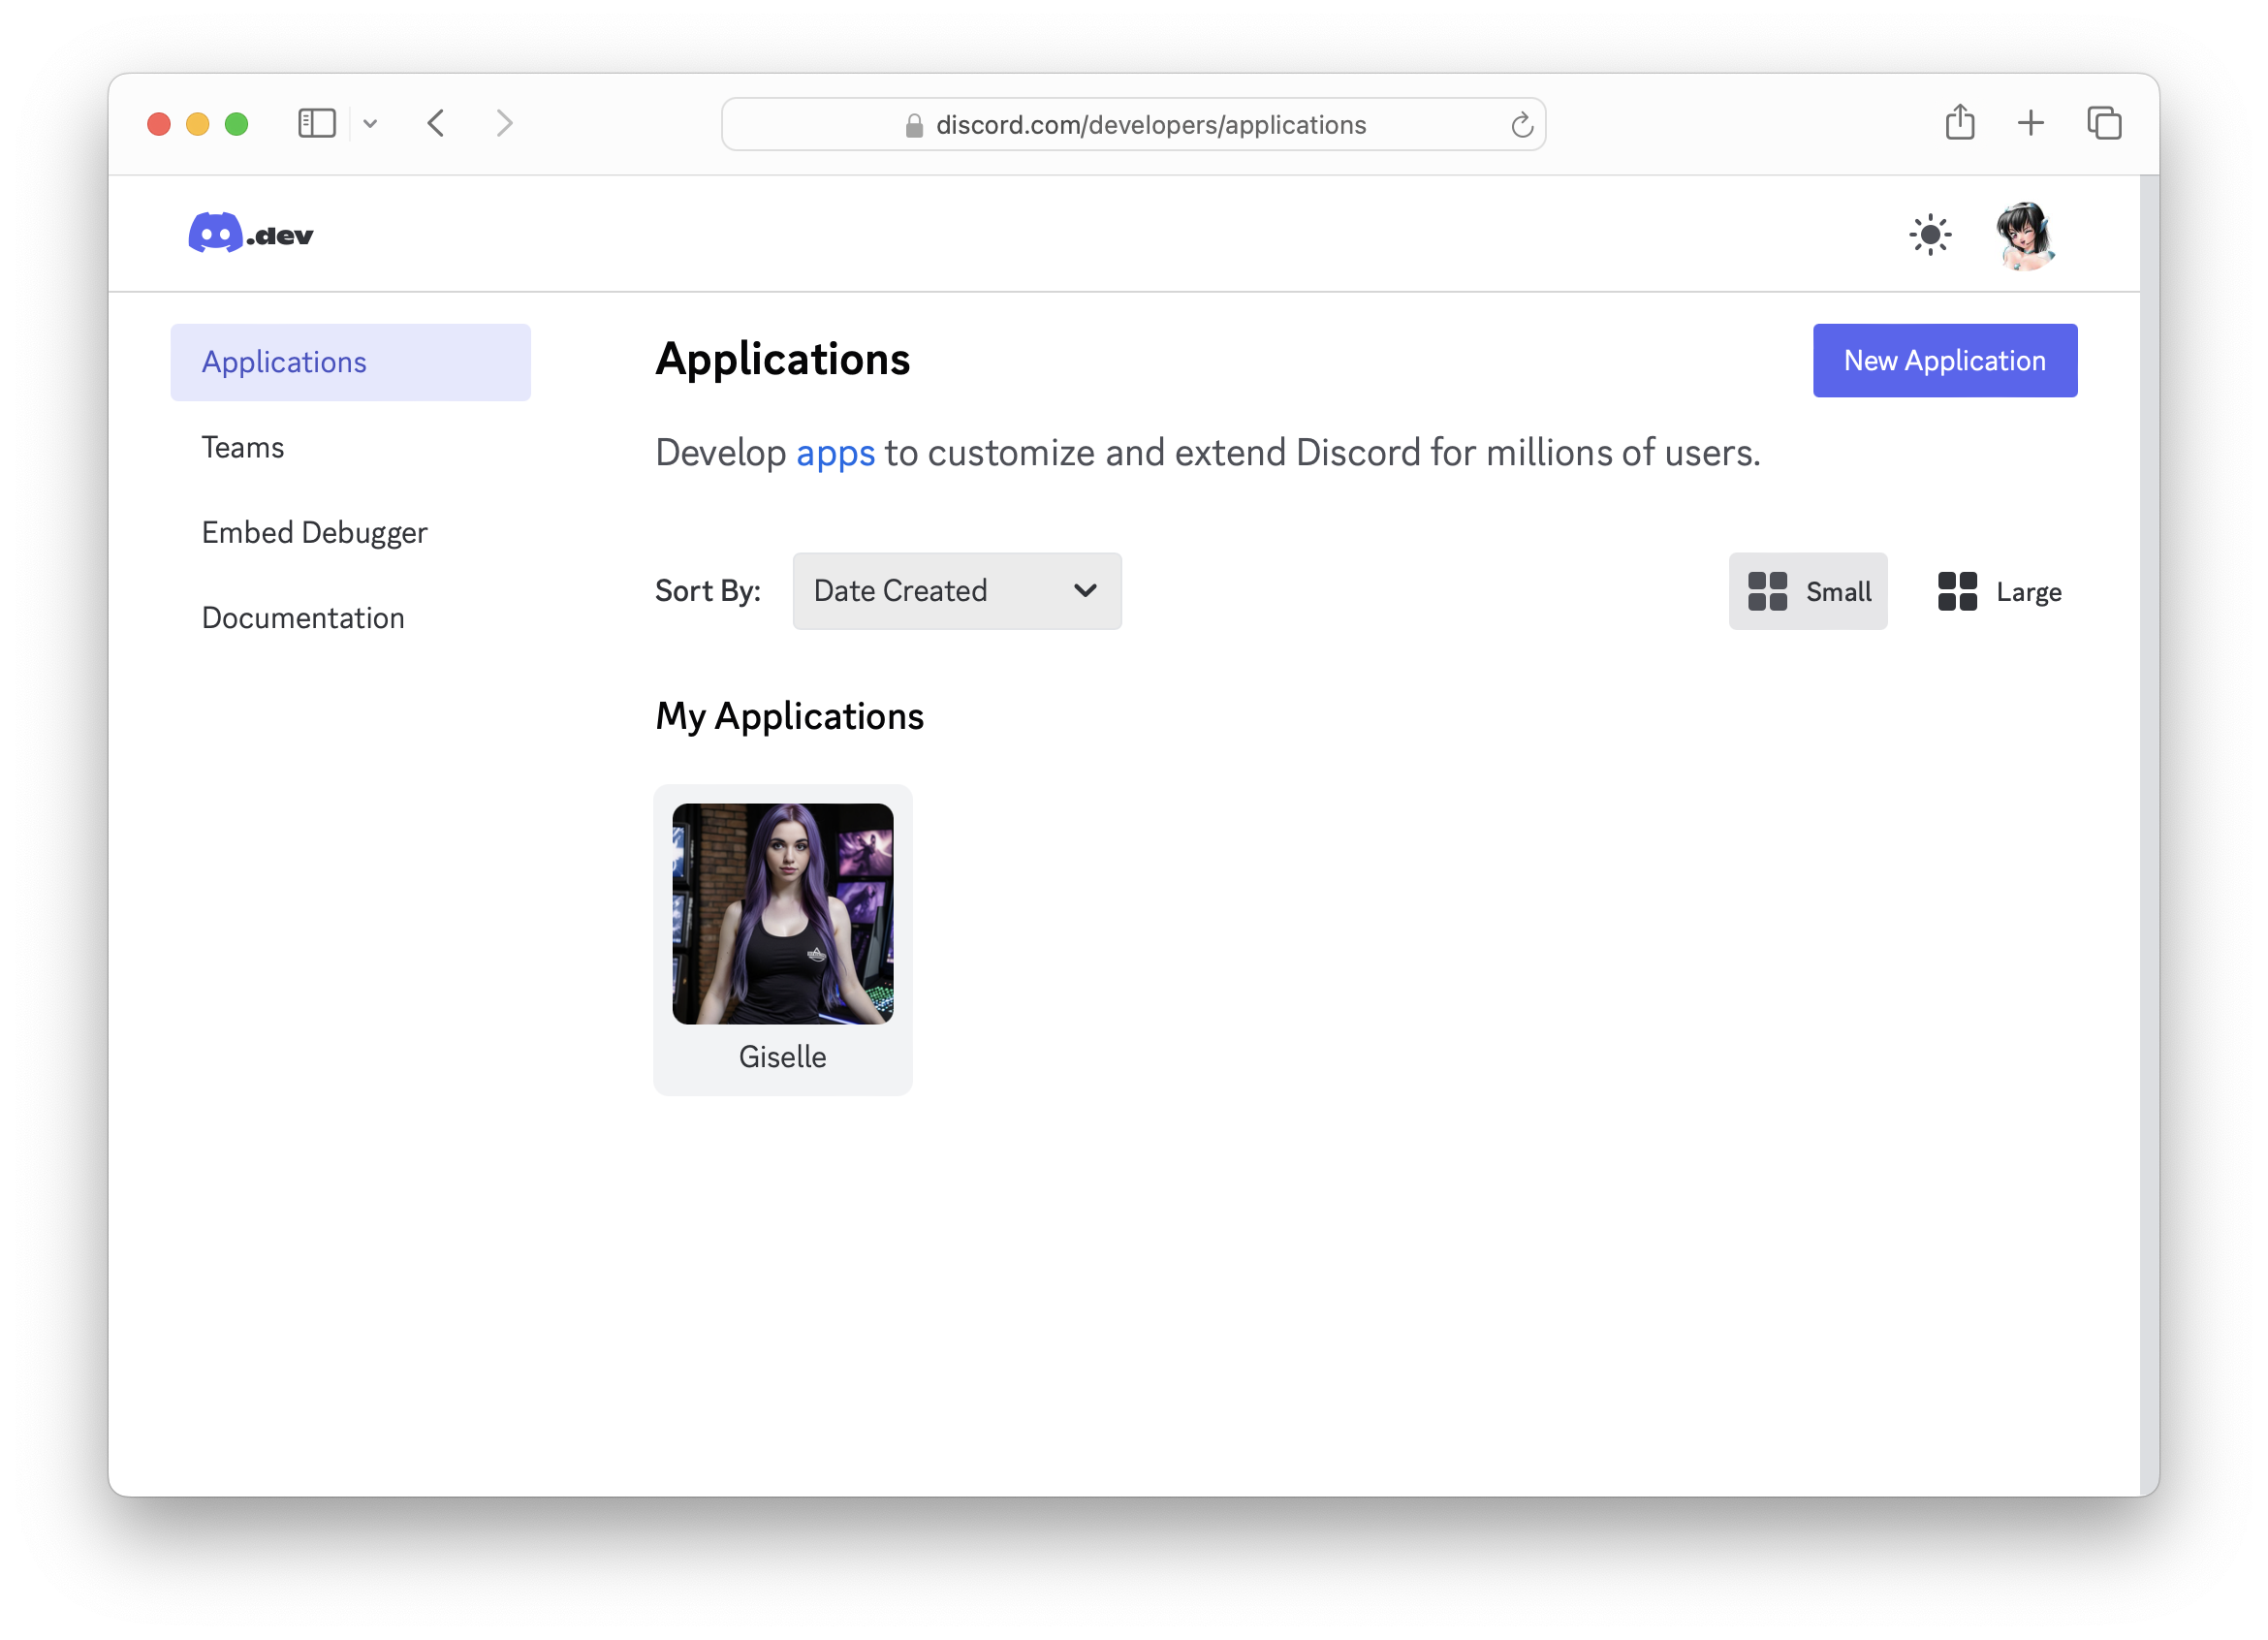 discord.com/developers/applications
.dev
Applications
Teams
Embed Debugger
Documentation
Applications
New Application
Develop apps to customize and extend Discord for millions of users.
Sort By:
Date Created
Small
Large
My Applications
Giselle